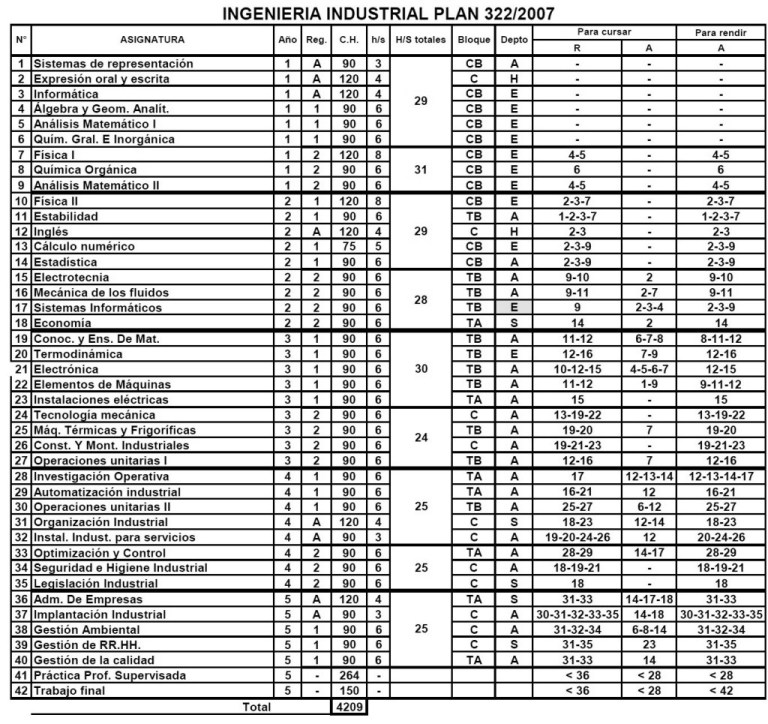 INGENIERIA INDUSTRIAL PLAN 322/2007
N° ASIGNATURA Año Reg. C.H. h/s H/S totales Bloque Depto Para cursar Para rendir
R A A
1 Sistemas de representación 1 A 90 3 CB A - - -
2 Expresión oral y escrita 1 A 120 4 C H - - -
3 Informática 1 A 120 4 29 CB E - - -
4 Álgebra y Geom. Analít. 1 1 90 6 CB E - - -
5 Análisis Matemático I 1 1 90 6 CB E - - -
6 Quím. Gral. E Inorgánica 1 1 90 6 CB E - - -
7 Física I 1 2 120 8 CB E 4-5 - 4-5
8 Química Orgánica 1 2 90 6 31 CB E 6 - 6
9 Análisis Matemático II 1 2 90 6 CB E 4-5 - 4-5
10 Física II 2 1 120 8 CB E 2-3-7 - 2-3-7
11 Estabilidad 2 1 90 6 TB A 1-2-3-7 - 1-2-3-7
12 Inglés 2 A 120 4 29 C H 2-3 - 2-3
13 Cálculo numérico 2 1 75 5 CB E 2-3-9 - 2-3-9
14 Estadística 2 1 90 6 CB A 2-3-9 - 2-3-9
15 Electrotecnia 2 2 90 6 TB A 9-10 2 9-10
16 Mecánica de los fluidos 2 2 90 6 28 TB A 9-11 2-7 9-11
17 Sistemas Informáticos 2 2 90 6 TB E 9 2-3-4 2-3-9
18 Economía 2 2 90 6 TA S 14 2 14
19 Conoc. y Ens. De Mat. 3 1 90 6 TB A 11-12 6-7-8 8-11-12
20 Termodinámica 3 1 90 6 TB E 12-16 7-9 12-16
21 Electrónica 3 1 90 6 30 TB A 10-12-15 4-5-6-7 12-15
22 Elementos de Máquinas 3 1 90 6 TB A 11-12 1-9 9-11-12
23 Instalaciones eléctricas 3 1 90 6 TA A 15 - 15
24 Tecnología mecánica 3 2 90 6 C A 13-19-22 - 13-19-22
25 Máq. Térmicas y Frigoríficas 3 2 90 6 24 TB A 19-20 7 19-20
26 Const. Y Mont. Industriales 3 2 90 6 C A 19-21-23 - 19-21-23
27 Operaciones unitarias I 3 2 90 6 TB A 12-16 7 12-16
28 Investigación Operativa 4 1 90 6 TA A 17 12-13-14 12-13-14-17
29 Automatización industrial 4 1 90 6 TA A 16-21 12 16-21
30 Operaciones unitarias II 4 1 90 6 25 TB A 25-27 6-12 25-27
31 Organización Industrial 4 A 120 4 C S 18-23 12-14 18-23
32 Instal. Indust. para servicios 4 A 90 3 C A 19-20-24-26 12 20-24-26
33 Optimización y Control 4 2 90 6 TA A 28-29 14-17 28-29
34 Seguridad e Higiene Industrial 4 2 90 6 25 C A 18-19-21 - 18-19-21
35 Legislación Industrial 4 2 90 6 C S 18 - 18
36 Adm. De Empresas 5 A 120 4 TA S 31-33 14-17-18 31-33
37 Implantación Industrial 5 A 90 3 C A 30-31-32-33-35 14-18 30-31-32-33-35
38 Gestión Ambiental 5 1 90 6 25 C A 31-32-34 6-8-14 31-32-34
39 Gestión de RR.HH. 5 1 90 6 C S 31-35 23 31-35
40 Gestión de la calidad 5 1 90 6 TA A 31-33 14 31-33
41 Práctica Prof. Supervisada 5 - 264 - < 36 < 28 < 28
42 Trabajo final 5 - 150 - < 36 < 28 < 42
Total 4209